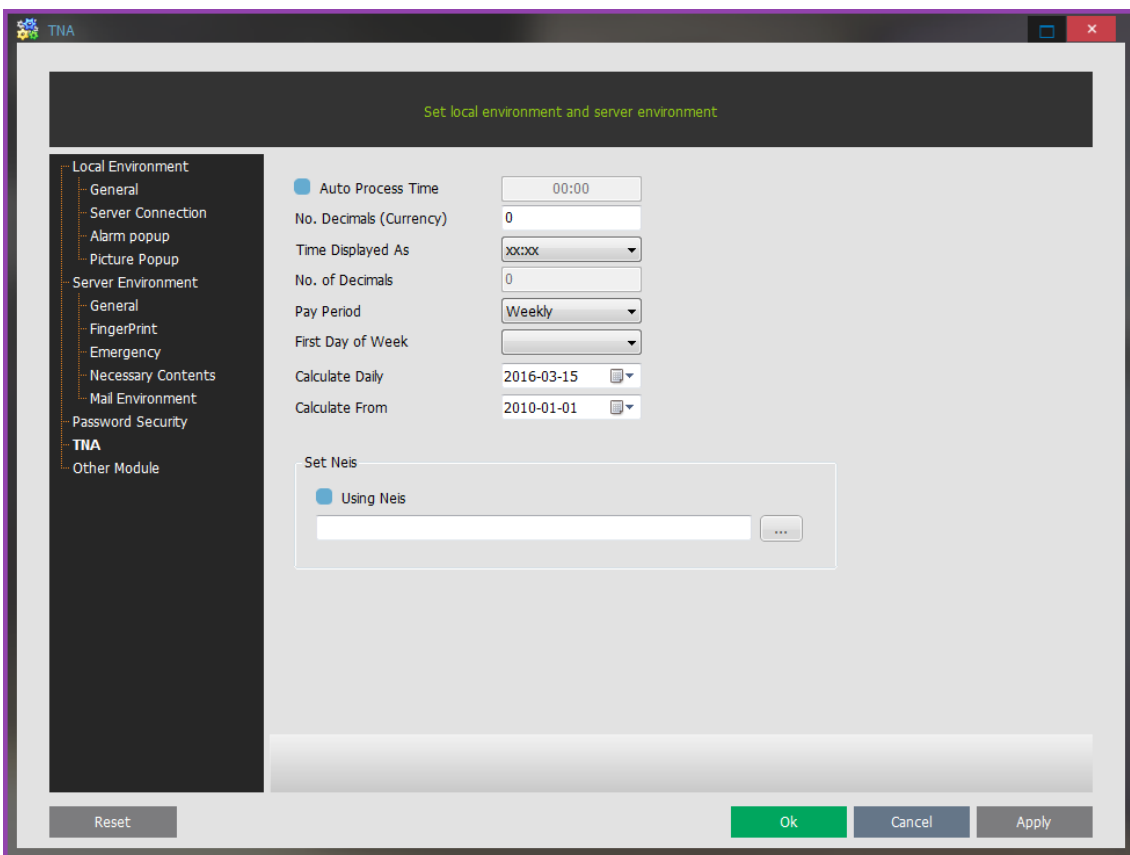 TNA
Set local environment and server environment
Local Environment
General
Server Connection
Alarm popup
Picture Popup
Server Environment
General
FingerPrint
Emergency
Necessary Contents
Mail Environment
Password Security
TNA
Other Module
Auto Process Time 00:00
No. Decimals (Currency) 0
Time Displayed As xx:xx
No. of Decimals 0
Pay Period Weekly
First Day of Week
Calculate Daily 2016-03-15
Calculate From 2010-01-01
Set Neis
Using Neis
...
Reset Ok Cancel Apply